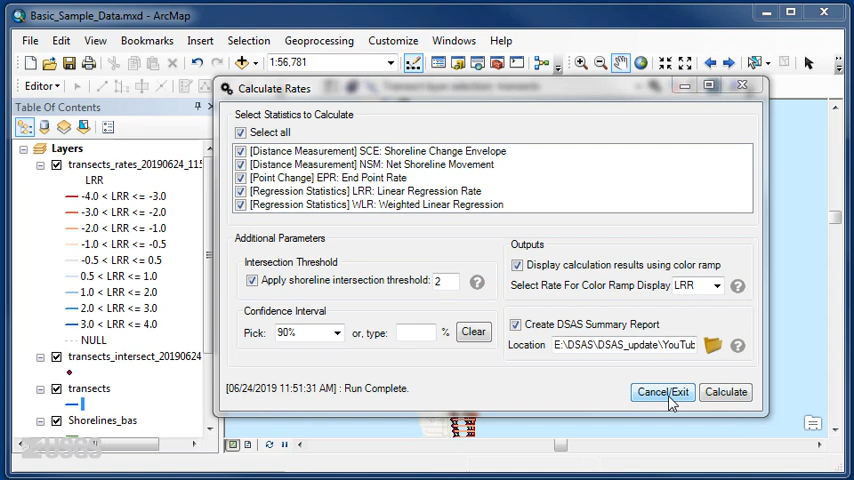 Basic_Sample_Data.mxd - ArcMap
File Edit View Bookmarks Insert Selection Geoprocessing Customize Windows Help
1:56,781
Editor
Calculate Rates
Table Of Contents
Layers
transects_rates_20190624_115
LRR
-4.0 < LRR <= -3.0
-3.0 < LRR <= -2.0
-2.0 < LRR <= -1.0
-1.0 < LRR <= -0.5
-0.5 < LRR <= 0.5
0.5 < LRR <= 1.0
1.0 < LRR <= 2.0
2.0 < LRR <= 3.0
3.0 < LRR <= 4.0
NULL
transects_intersect_20190624
transects
Shorelines_bas
USGS
Select Statistics to Calculate
Select all
[Distance Measurement] SCE: Shoreline Change Envelope
[Distance Measurement] NSM: Net Shoreline Movement
[Point Change] EPR: End Point Rate
[Regression Statistics] LRR: Linear Regression Rate
[Regression Statistics] WLR: Weighted Linear Regression
Additional Parameters
Intersection Threshold
Apply shoreline intersection threshold: 2
Confidence Interval
Pick: 90% or, type: % Clear
Outputs
Display calculation results using color ramp
Select Rate For Color Ramp Display LRR
Create DSAS Summary Report
Location E:\DSAS\DSAS_update\YouTub
[06/24/2019 11:51:31 AM] : Run Complete.
Cancel/Exit Calculate